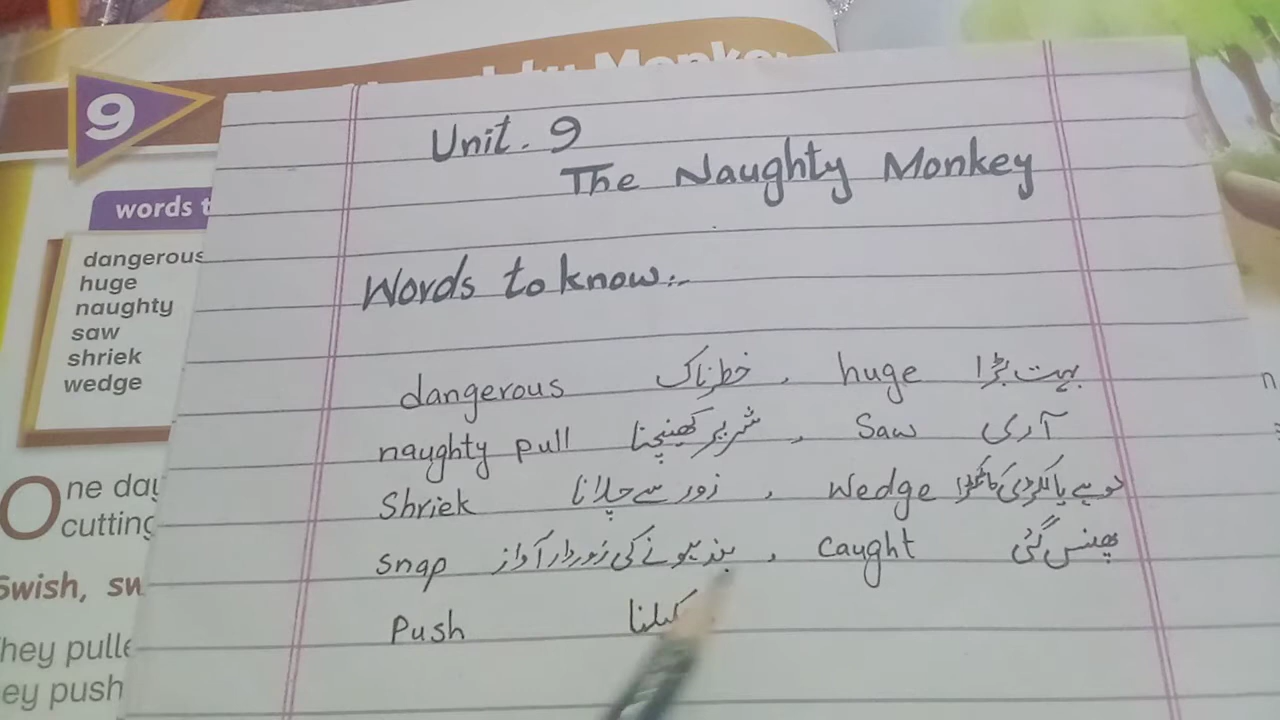 9
Unit. 9
The Naughty Monkey
words t
dangerous
huge
naughty
saw
shriek
wedge
Words to know:-
dangerous خطرناک , huge بہت بڑا
naughty pull شریر کھینچنا , Saw آری
Shriek زور سے چلانا , Wedge لوہے یا لکڑی کا ٹکڑا
snap بند ہونے کی زوردار آواز , Caught پھنس گئی
Push
One day
cutting
Swish, sw
hey pulle
ey push